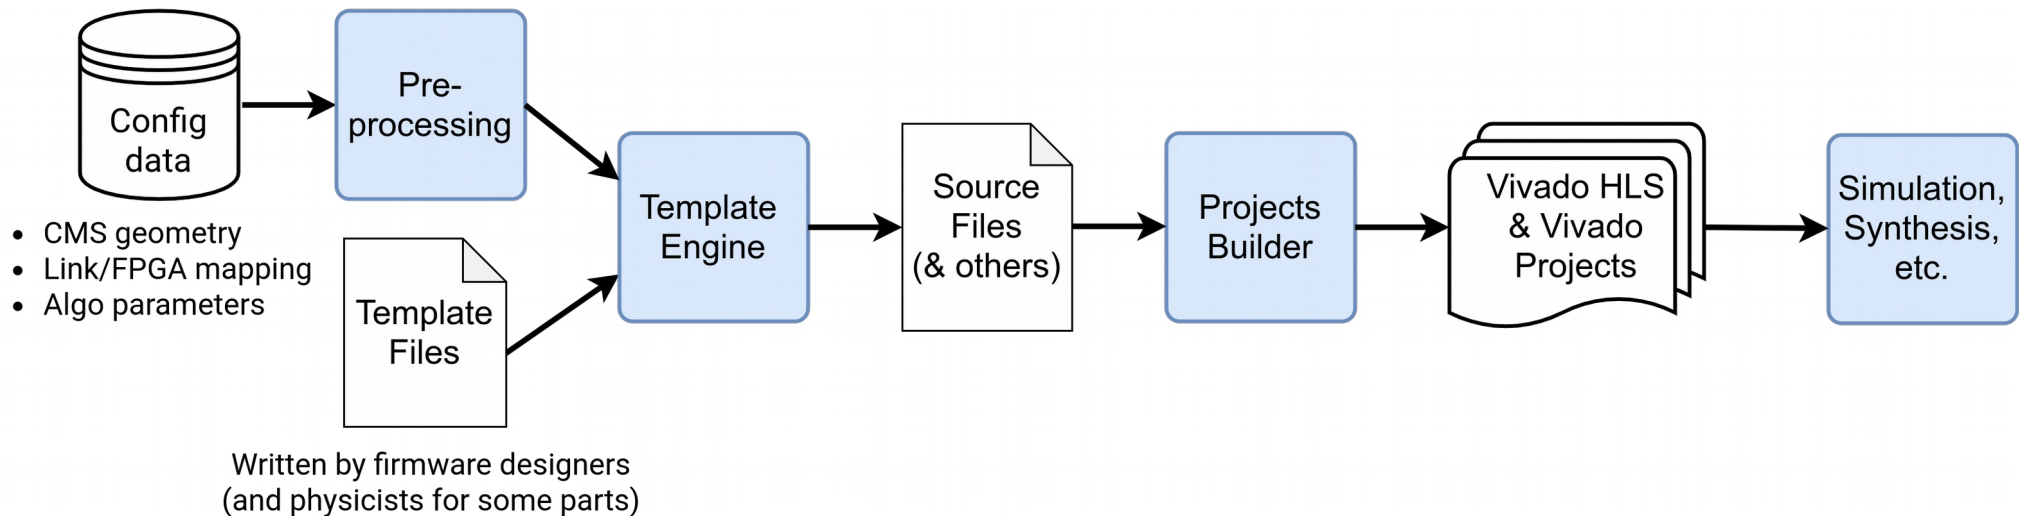 Config
data
• CMS geometry
• Link/FPGA mapping
• Algo parameters
Pre-
processing
Template
Files
Written by firmware designers
(and physicists for some parts)
Template
Engine
Source
Files
(& others)
Projects
Builder
Vivado HLS
& Vivado
Projects
Simulation,
Synthesis,
etc.